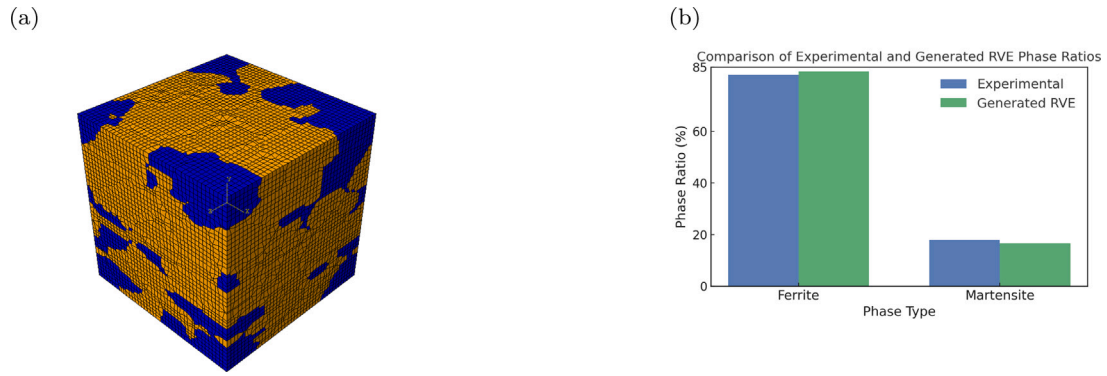 (a)
(b)
Y
Z
X
Comparison of Experimental and Generated RVE Phase Ratios
Experimental
Generated RVE
Phase Ratio (%)
85
60
40
20
0
Ferrite
Martensite
Phase Type